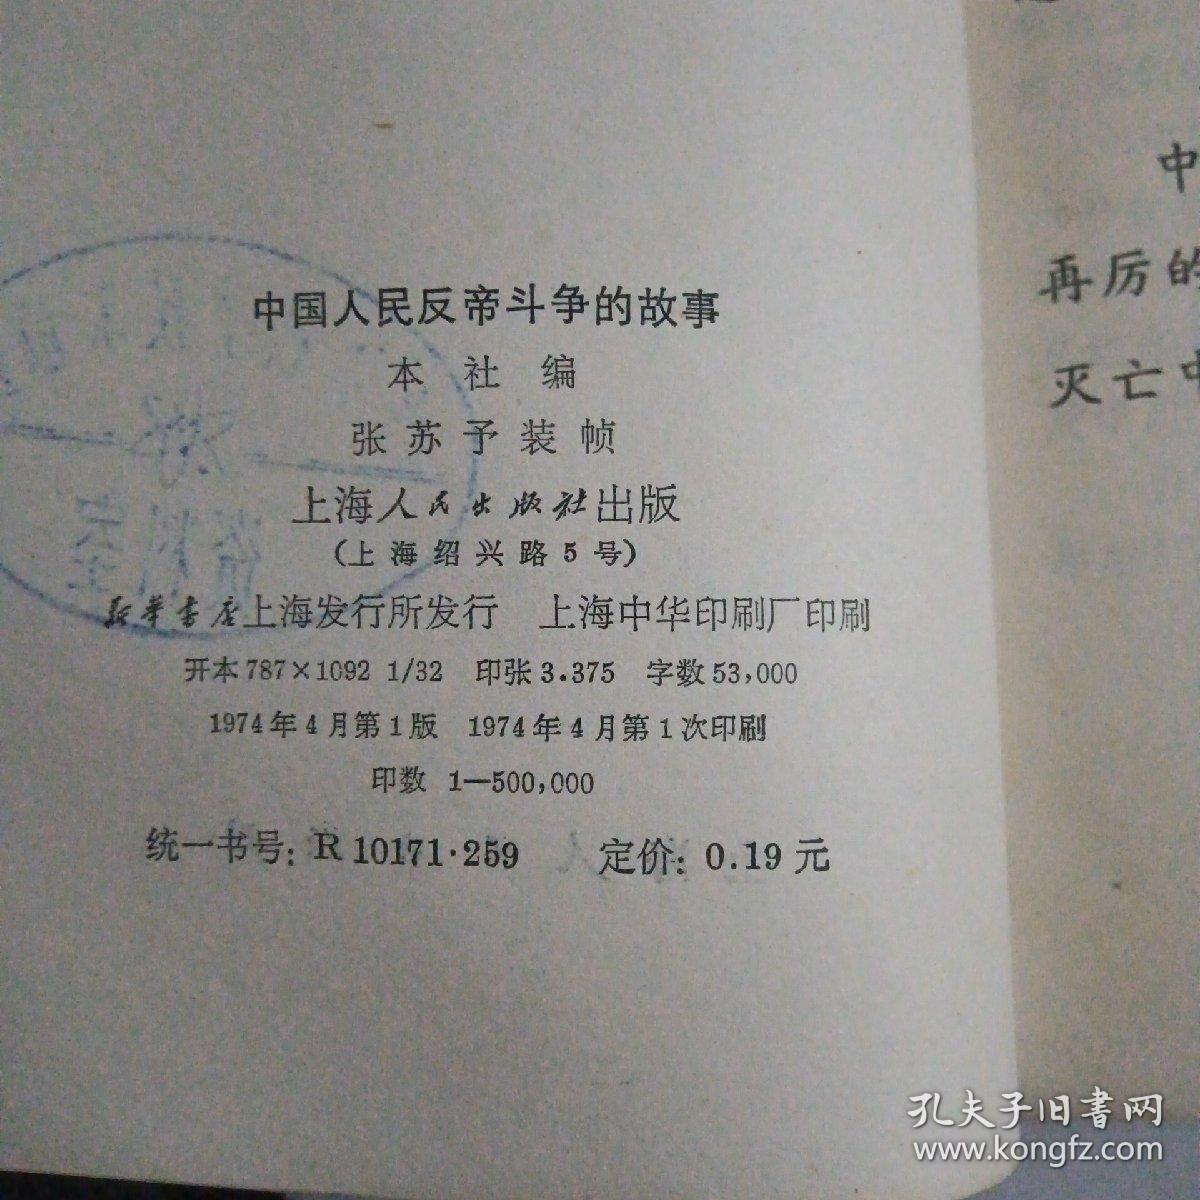 中国人民反帝斗争的故事
本社编
张苏予装帧
上海人民出版社出版
(上海绍兴路5号)
新华书店上海发行所发行 上海中华印刷厂印刷
开本787×1092 1/32 印张3.375 字数53,000
1974年4月第1版 1974年4月第1次印刷
印数 1—500,000
统一书号: R10171·259 定价: 0.19元
中
再厉的
灭亡中
资料室
孔夫子旧书网
www.kongfz.com